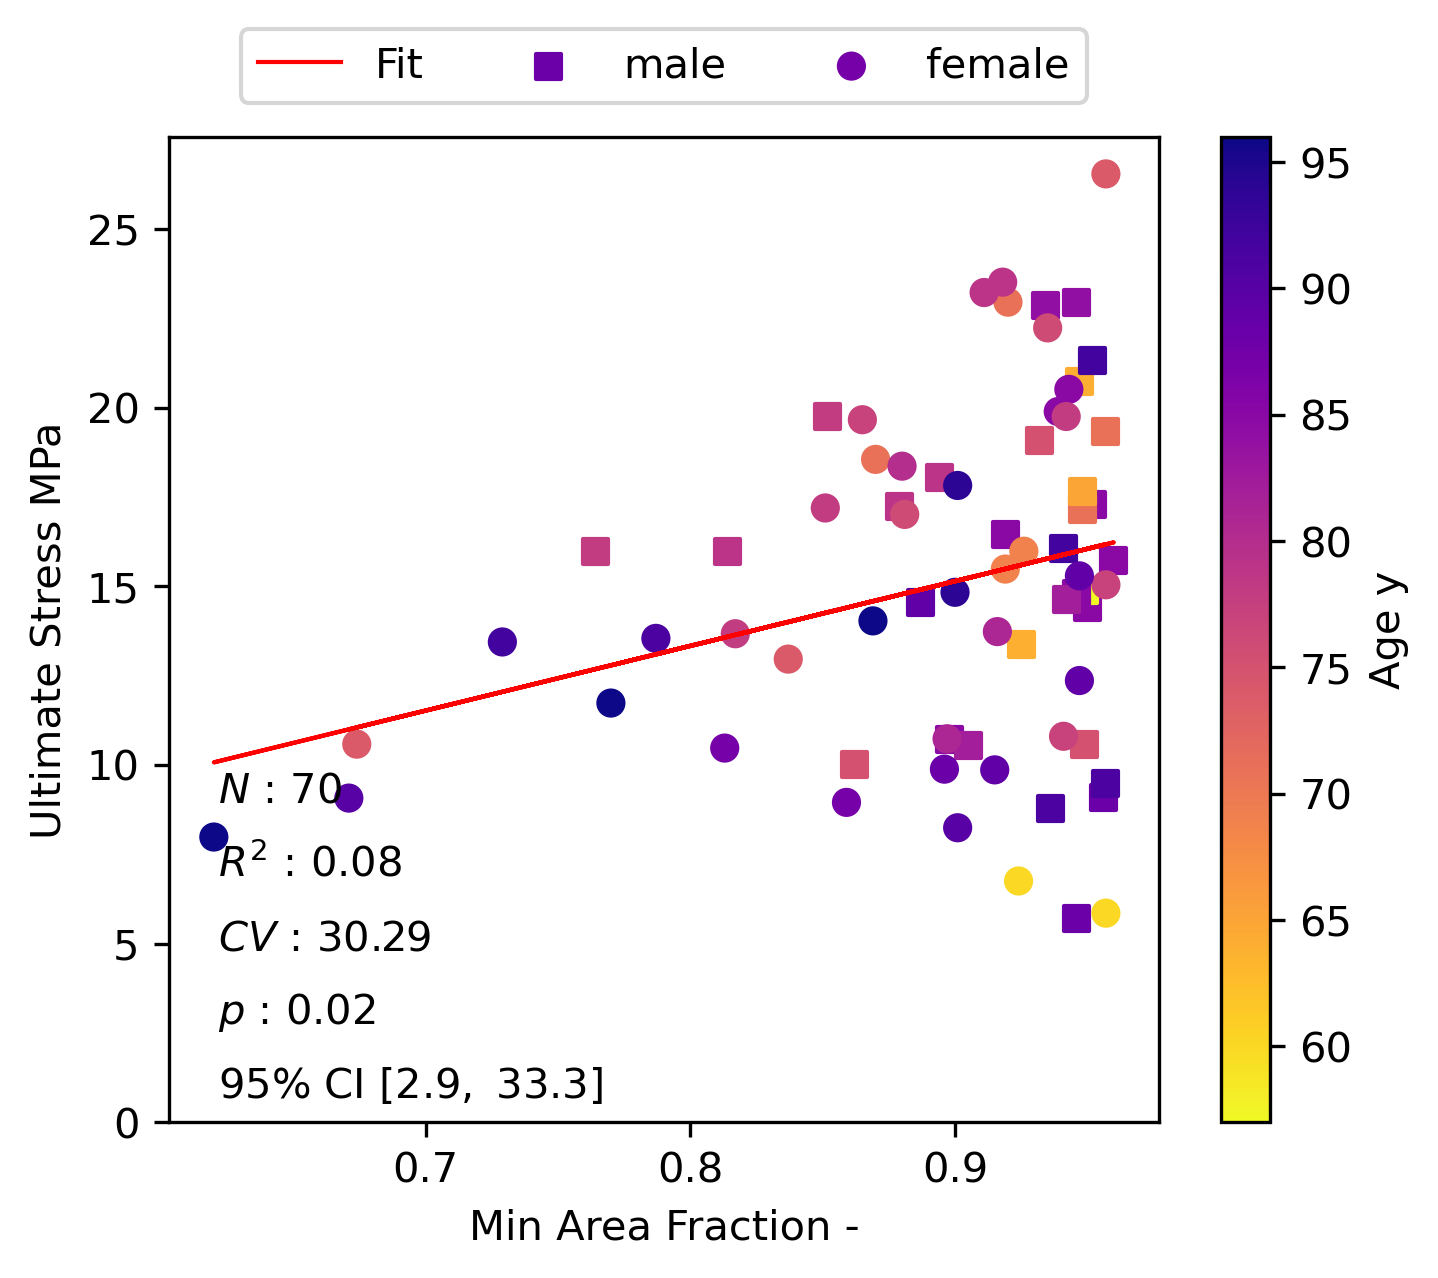 Fit male female
25
20
15
10
5
0
Ultimate Stress MPa
N : 70
R² : 0.08
CV : 30.29
p : 0.02
95% CI [2.9, 33.3]
0.7 0.8 0.9
Min Area Fraction -
95
90
85
80
75
70
65
60
Age y